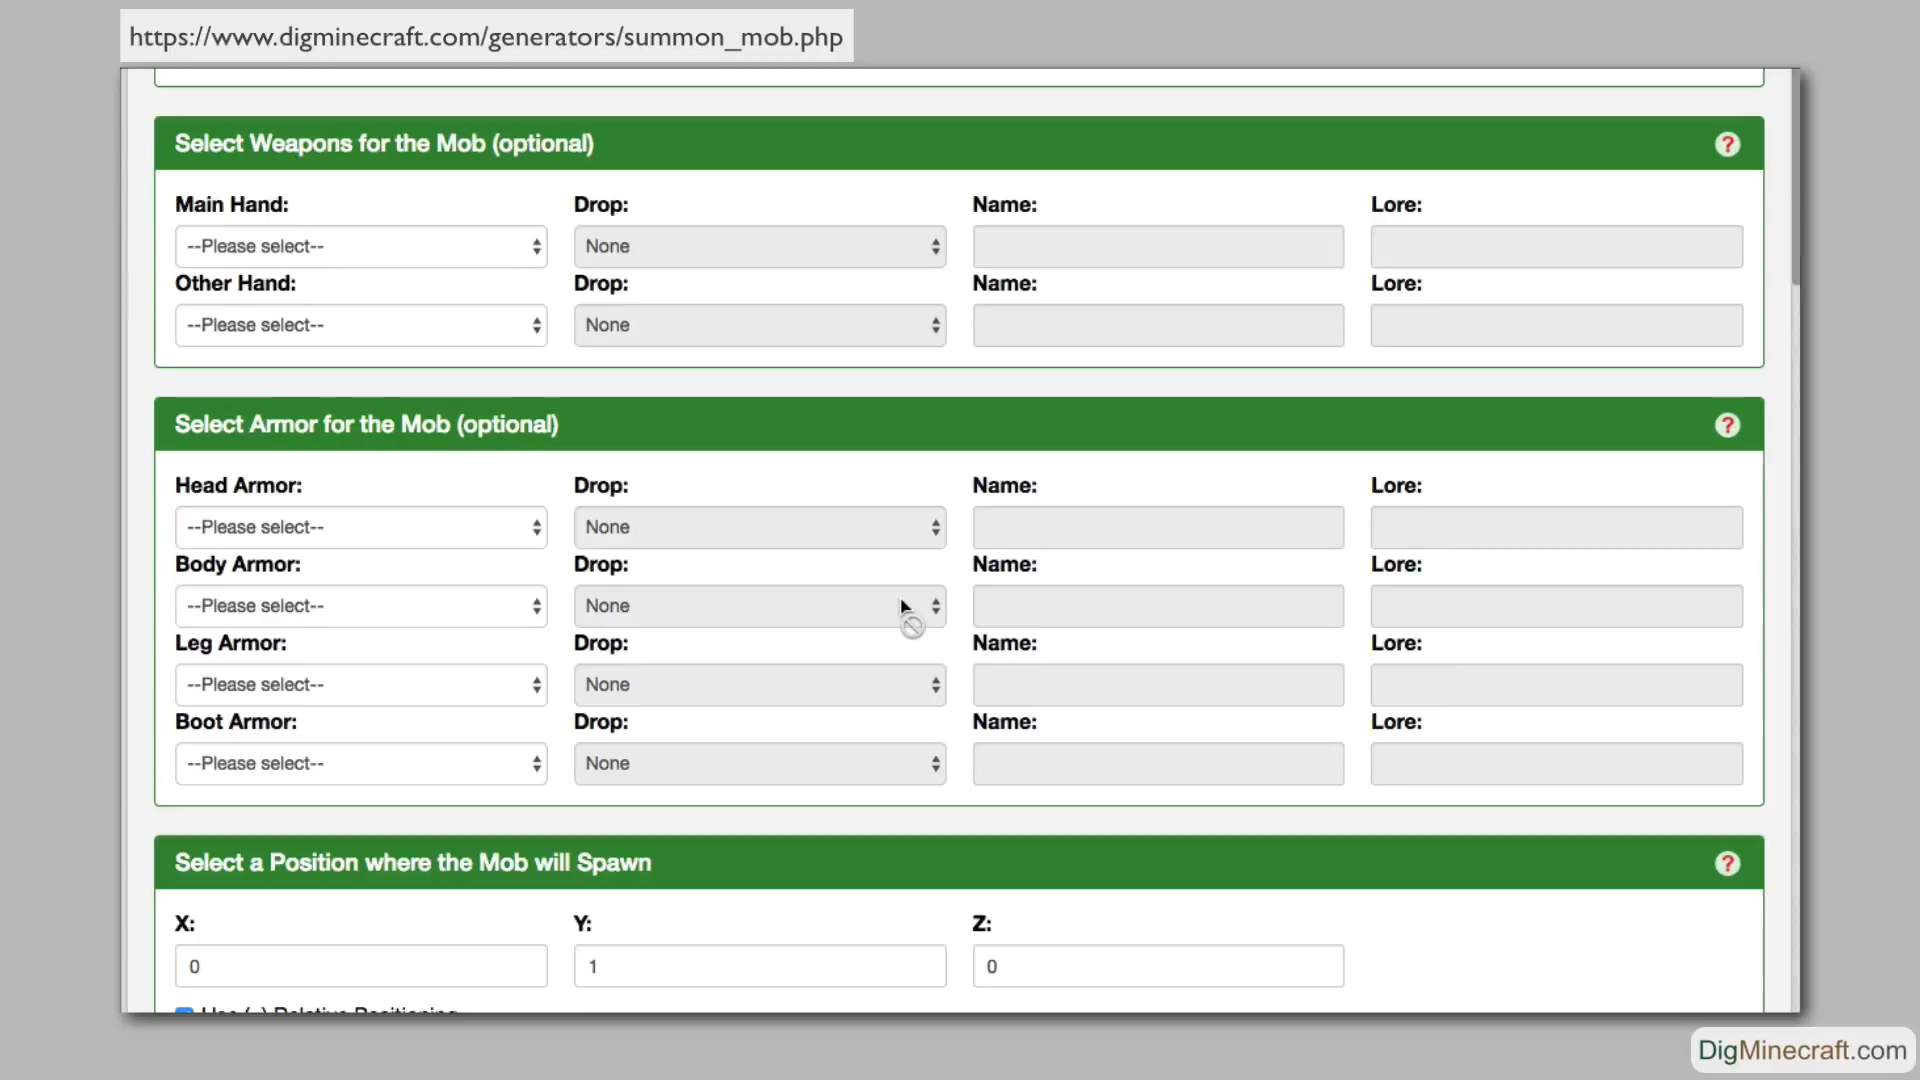 https://www.digminecraft.com/generators/summon_mob.php
Select Weapons for the Mob (optional) ?
Main Hand: Drop: Name: Lore:
--Please select-- None
Other Hand: Drop: Name: Lore:
--Please select-- None
Select Armor for the Mob (optional) ?
Head Armor: Drop: Name: Lore:
--Please select-- None
Body Armor: Drop: Name: Lore:
--Please select-- None
Leg Armor: Drop: Name: Lore:
--Please select-- None
Boot Armor: Drop: Name: Lore:
--Please select-- None
Select a Position where the Mob will Spawn ?
X: Y: Z:
0 1 0
Use (~) Relative Positioning
DigMinecraft.com